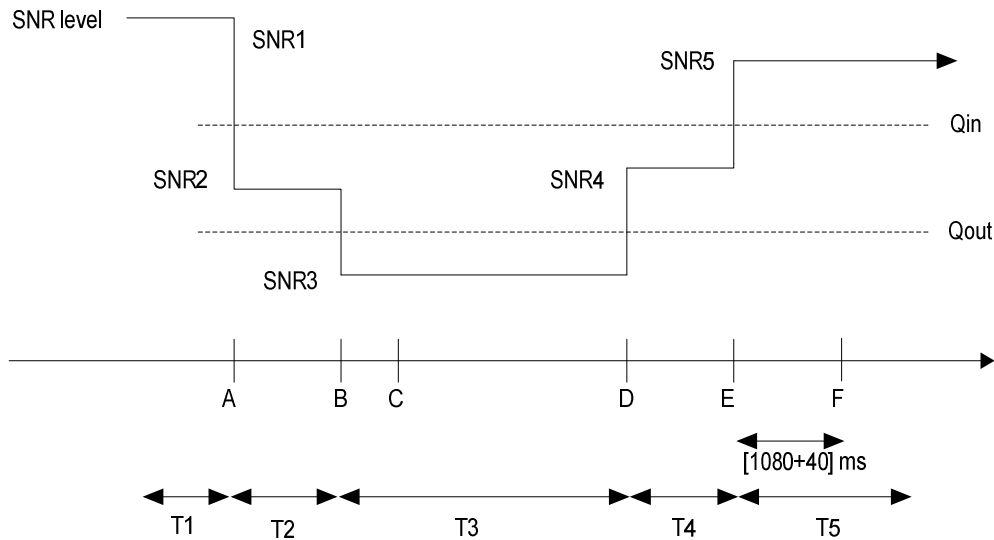 SNR level
SNR1
SNR5
Qin
SNR2
SNR4
Qout
SNR3
A B C D E F
[1080+40] ms
T1 T2 T3 T4 T5